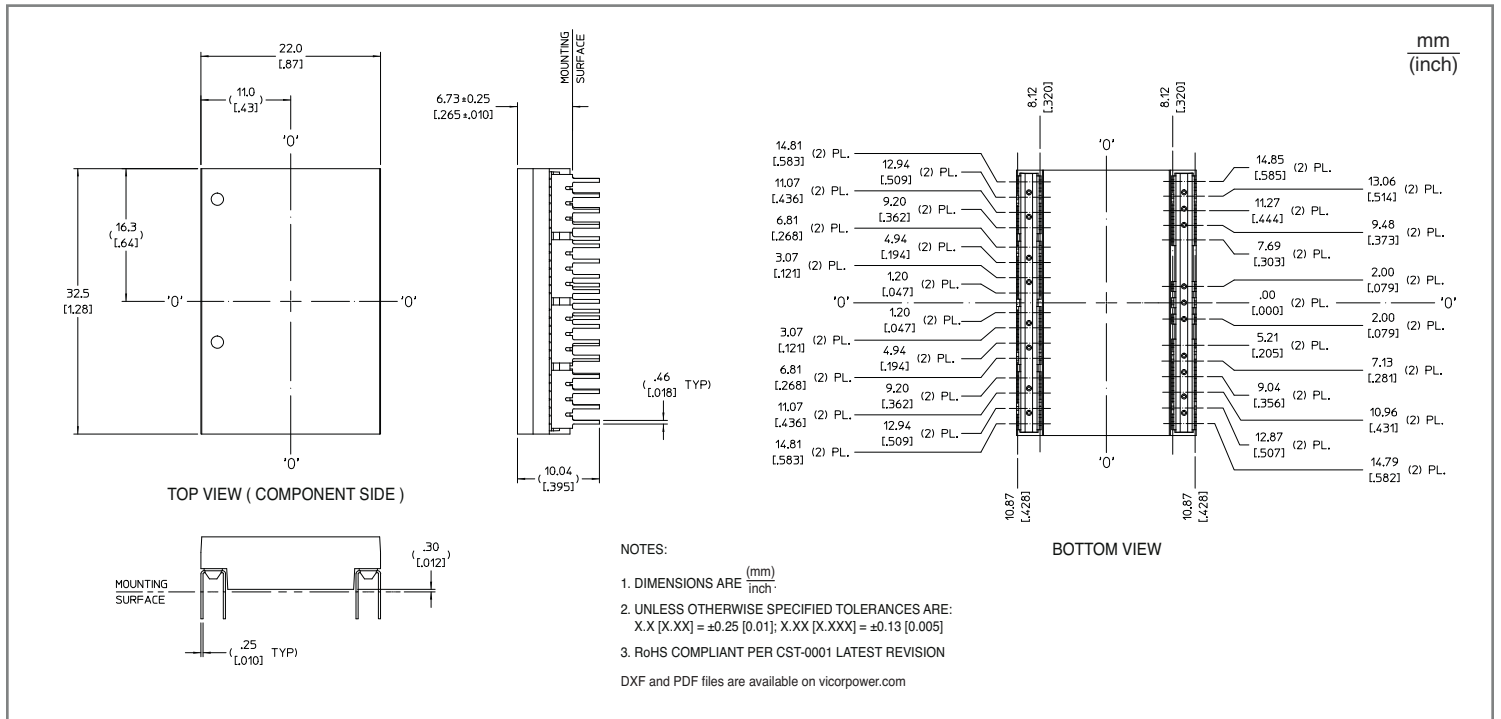 mm
(inch)
22.0
[.87]
( 11.0
[.43] )
'0'
( 16.3
[.64] )
32.5
[1.28]
'0'
'0'
'0'
TOP VIEW ( COMPONENT SIDE )
MOUNTING
SURFACE
6.73 ±0.25
[.265 ±.010]
( .46
[.018] TYP)
( 10.04
[.395] )
MOUNTING
SURFACE
( .30
[.012] )
( .25
[.010] TYP)
8.12
[.320]
8.12
[.320]
'0'
14.81
[.583] (2) PL.
12.94
[.509] (2) PL.
11.07
[.436] (2) PL.
9.20
[.362] (2) PL.
6.81
[.268] (2) PL.
4.94
[.194] (2) PL.
3.07
[.121] (2) PL.
1.20
[.047] (2) PL.
'0'
1.20
[.047] (2) PL.
3.07
[.121] (2) PL.
4.94
[.194] (2) PL.
6.81
[.268] (2) PL.
9.20
[.362] (2) PL.
11.07
[.436] (2) PL.
12.94
[.509] (2) PL.
14.81
[.583] (2) PL.
14.85
[.585] (2) PL.
13.06
[.514] (2) PL.
11.27
[.444] (2) PL.
9.48
[.373] (2) PL.
7.69
[.303] (2) PL.
2.00
[.079] (2) PL.
.00
[.000] (2) PL.
'0'
2.00
[.079] (2) PL.
5.21
[.205] (2) PL.
7.13
[.281] (2) PL.
9.04
[.356] (2) PL.
10.96
[.431] (2) PL.
12.87
[.507] (2) PL.
14.79
[.582] (2) PL.
'0'
10.87
[.428]
10.87
[.428]
BOTTOM VIEW
NOTES:
1. DIMENSIONS ARE (mm)
inch.
2. UNLESS OTHERWISE SPECIFIED TOLERANCES ARE:
X.X [X.XX] = ±0.25 [0.01]; X.XX [X.XXX] = ±0.13 [0.005]
3. RoHS COMPLIANT PER CST-0001 LATEST REVISION
DXF and PDF files are available on vicorpower.com